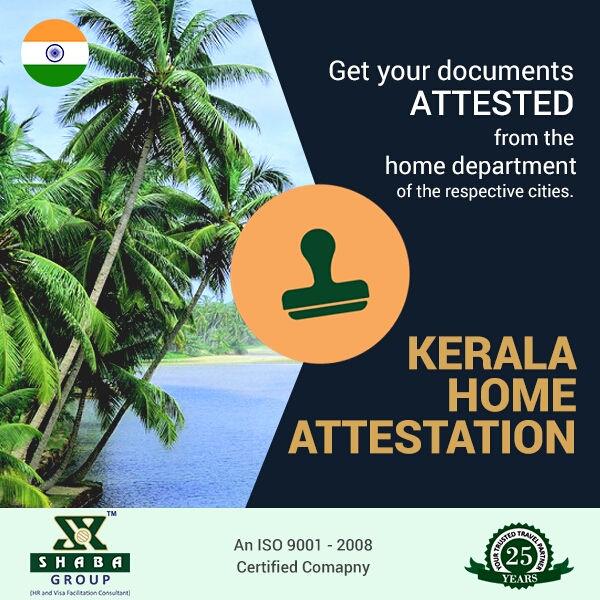 Get your documents
ATTESTED
from the
home department
of the respective cities.
KERALA
HOME
ATTESTATION
TM
SHABA
GROUP
(HR and Visa Facilitation Consultant)
An ISO 9001 - 2008
Certified Comapny
YOUR TRUSTED TRAVEL PARTNER
25
YEARS